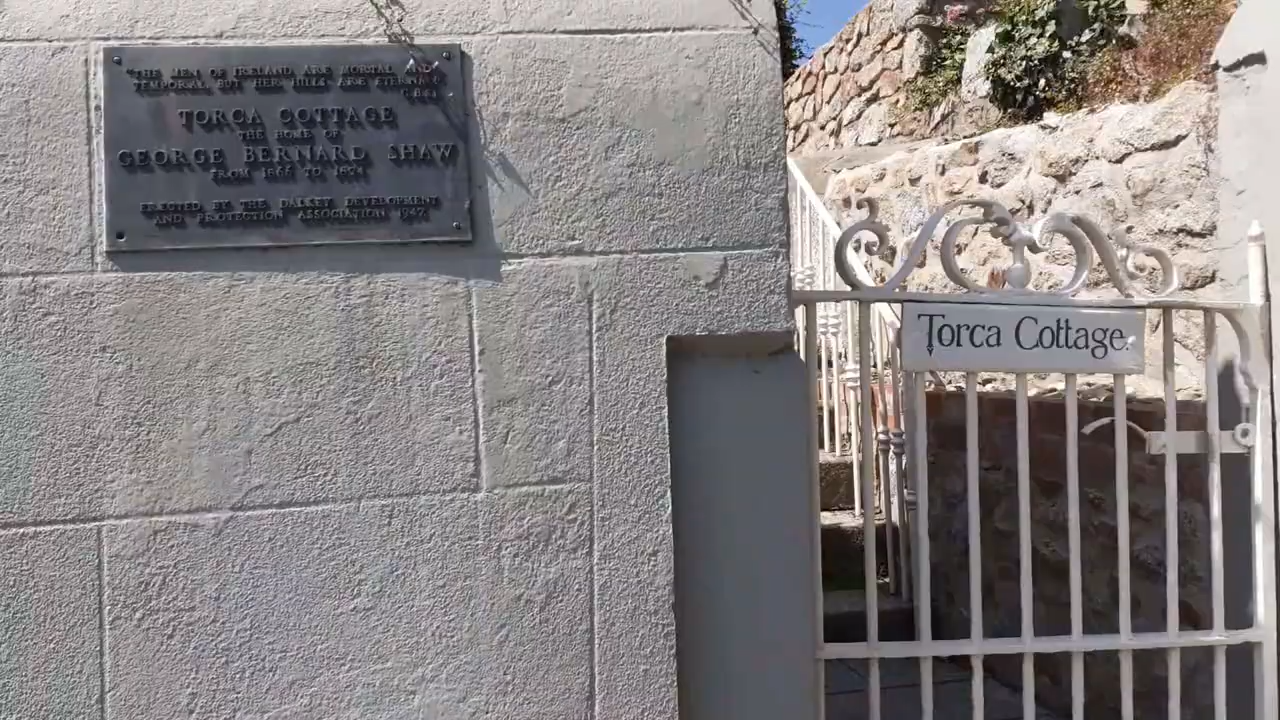 "THE MEN OF IRELAND ARE MORTAL AND
TEMPORAL, BUT HER HILLS ARE ETERNAL"
G.B.S.
TORCA COTTAGE
THE HOME OF
GEORGE BERNARD SHAW
FROM 1866 TO 1874
ERECTED BY THE DALKEY DEVELOPMENT
AND PROTECTION ASSOCIATION 1947.
Torca Cottage.